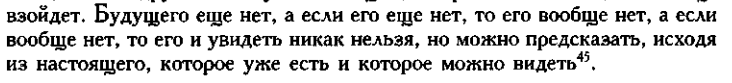 взойдет. Будущего еще нет, а если его еще нет, то его вообще нет, а если
вообще нет, то его и увидеть никак нельзя, но можно предсказать, исходя
из настоящего, которое уже есть и которое можно видеть⁴⁵.